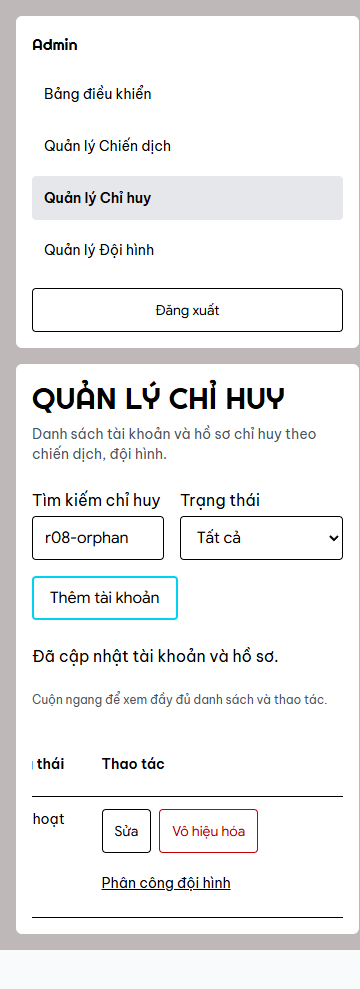 Admin
Bảng điều khiển
Quản lý Chiến dịch
Quản lý Chỉ huy
Quản lý Đội hình
Đăng xuất
QUẢN LÝ CHỈ HUY
Danh sách tài khoản và hồ sơ chỉ huy theo
chiến dịch, đội hình.
Tìm kiếm chỉ huy Trạng thái
r08-orphan Tất cả
Thêm tài khoản
Đã cập nhật tài khoản và hồ sơ.
Cuộn ngang để xem đầy đủ danh sách và thao tác.
thái Thao tác
hoạt Sửa Vô hiệu hóa
Phân công đội hình